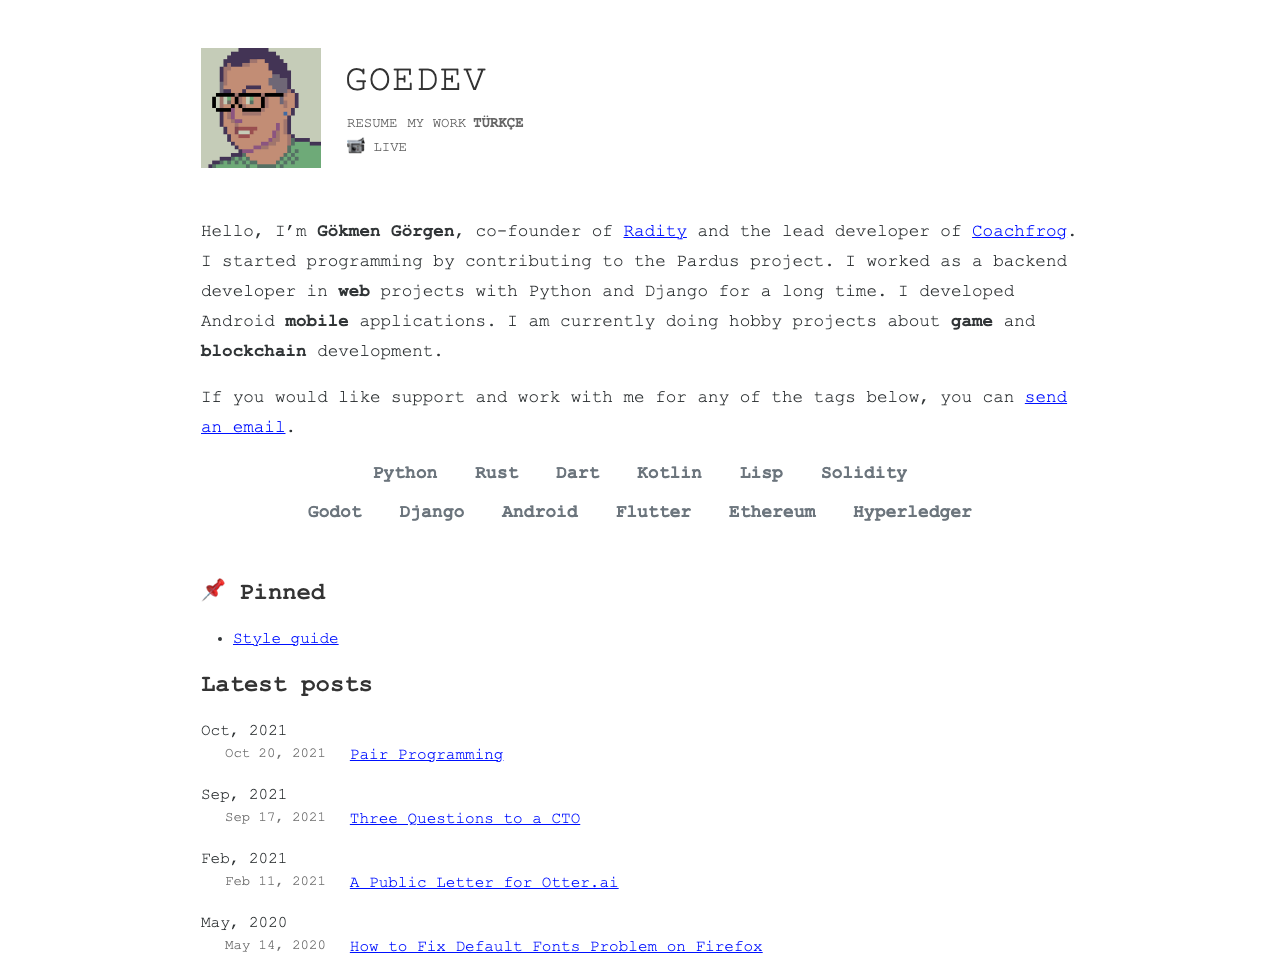 GOEDEV
RESUME MY WORK TÜRKÇE
LIVE
Hello, I’m Gökmen Görgen, co-founder of Radity and the lead developer of Coachfrog.
I started programming by contributing to the Pardus project. I worked as a backend
developer in web projects with Python and Django for a long time. I developed
Android mobile applications. I am currently doing hobby projects about game and
blockchain development.
If you would like support and work with me for any of the tags below, you can send
an email.
Python Rust Dart Kotlin Lisp Solidity
Godot Django Android Flutter Ethereum Hyperledger
Pinned
• Style guide
Latest posts
Oct, 2021
Oct 20, 2021 Pair Programming
Sep, 2021
Sep 17, 2021 Three Questions to a CTO
Feb, 2021
Feb 11, 2021 A Public Letter for Otter.ai
May, 2020
May 14, 2020 How to Fix Default Fonts Problem on Firefox